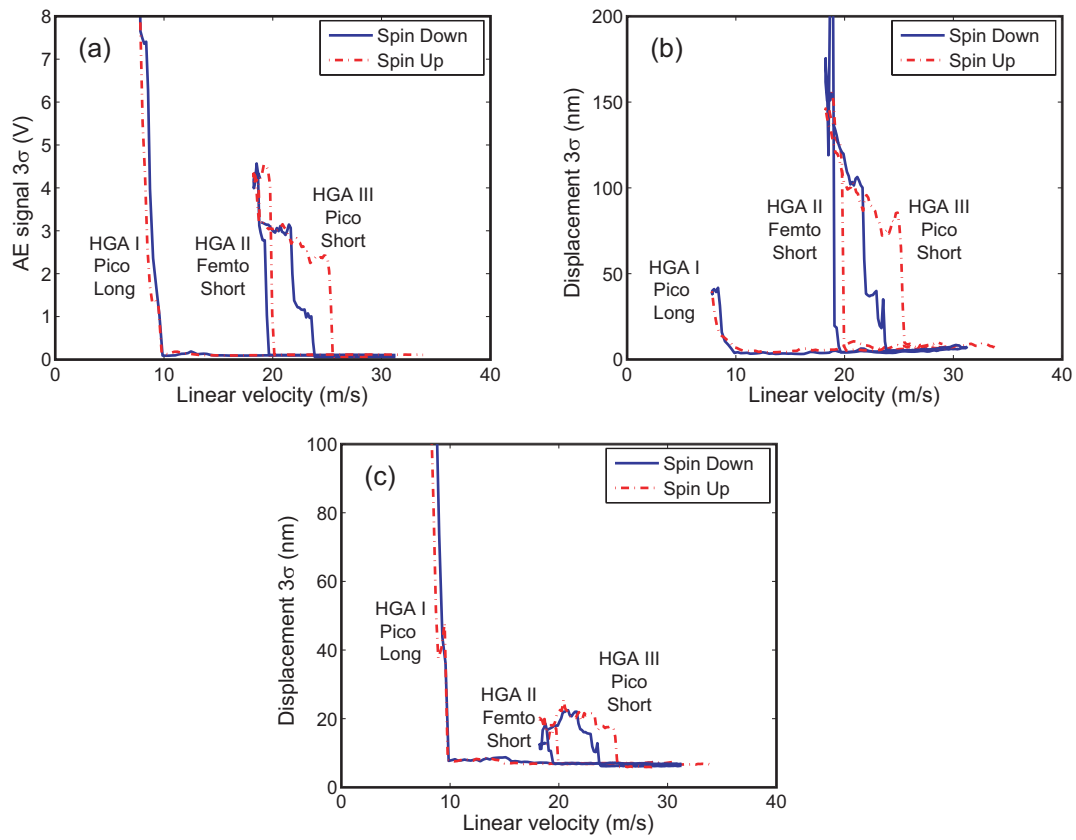 (a)
Spin Down
Spin Up
AE signal 3σ (V)
8
7
6
5
4
3
2
1
0
HGA I
Pico
Long
HGA II
Femto
Short
HGA III
Pico
Short
0 10 20 30 40
Linear velocity (m/s)
(b)
Spin Down
Spin Up
Displacement 3σ (nm)
200
150
100
50
0
HGA I
Pico
Long
HGA II
Femto
Short
HGA III
Pico
Short
0 10 20 30 40
Linear velocity (m/s)
(c)
Spin Down
Spin Up
Displacement 3σ (nm)
100
80
60
40
20
0
HGA I
Pico
Long
HGA II
Femto
Short
HGA III
Pico
Short
0 10 20 30 40
Linear velocity (m/s)